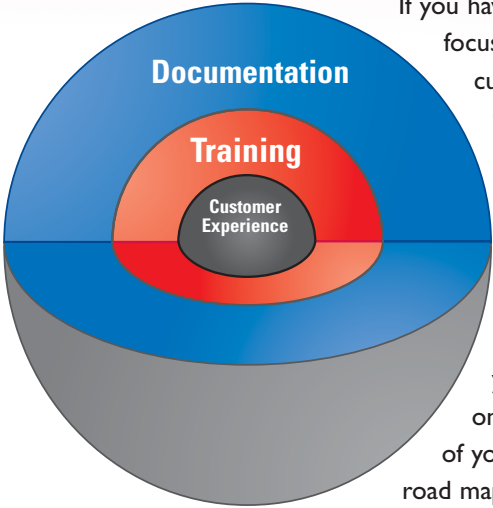 Documentation
Training
Customer
Experience
If you hav
focus
cu
or
of yo
road map